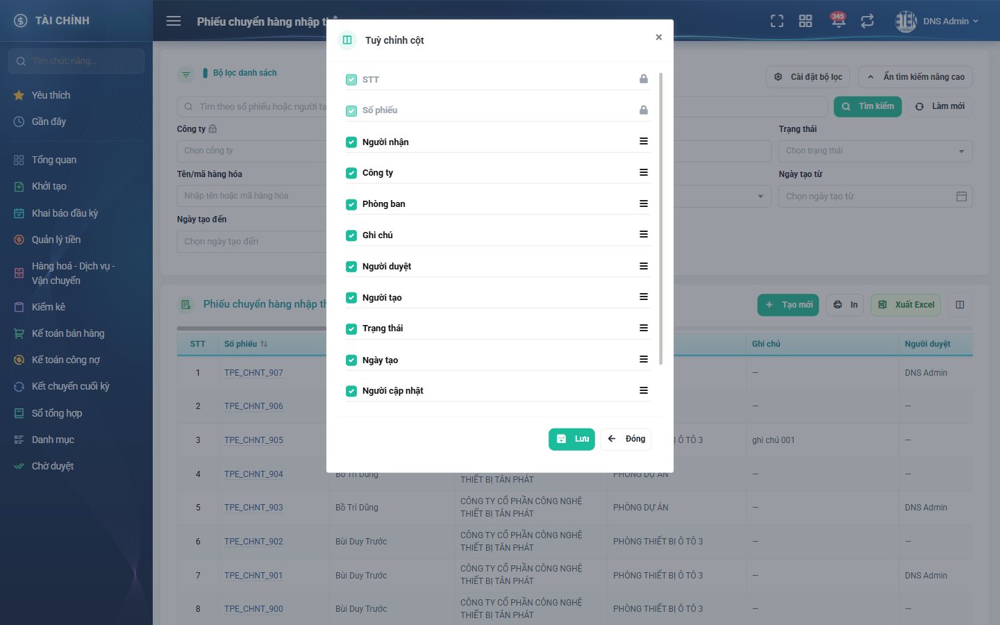 TÀI CHÍNH
Phiếu chuyển hàng nhập
345
DNS Admin
Tìm chức năng...
Yêu thích
Gần đây
Tổng quan
Khởi tạo
Khai báo đầu kỳ
Quản lý tiền
Hàng hoá - Dịch vụ -
Vận chuyển
Kiểm kê
Kế toán bán hàng
Kế toán công nợ
Kết chuyển cuối kỳ
Sổ tổng hợp
Danh mục
Chờ duyệt
Bộ lọc danh sách
Cài đặt bộ lọc
Ẩn tìm kiếm nâng cao
Tìm theo số phiếu hoặc người
Tìm kiếm
Làm mới
Công ty
Trạng thái
Chọn công ty
Chọn trạng thái
Tên/mã hàng hóa
Ngày tạo từ
Nhập tên hoặc mã hàng hóa
Chọn ngày tạo từ
Ngày tạo đến
Chọn ngày tạo đến
Phiếu chuyển hàng nhập
Tạo mới
In
Xuất Excel
STT
Số phiếu
Ghi chú
Người duyệt
1
TPE_CHNT_907
—
DNS Admin
2
TPE_CHNT_906
—
—
3
TPE_CHNT_905
Ô TÔ 3
ghi chú 001
—
4
TPE_CHNT_904
Bồ Trí Dũng
THIẾT BỊ TÂN PHÁT
PHÒNG DỰ ÁN
—
—
5
TPE_CHNT_903
Bồ Trí Dũng
CÔNG TY CỔ PHẦN CÔNG NGHỆ
THIẾT BỊ TÂN PHÁT
PHÒNG DỰ ÁN
—
DNS Admin
6
TPE_CHNT_902
Bùi Duy Trước
CÔNG TY CỔ PHẦN CÔNG NGHỆ
THIẾT BỊ TÂN PHÁT
PHÒNG THIẾT BỊ Ô TÔ 3
—
—
7
TPE_CHNT_901
Bùi Duy Trước
CÔNG TY CỔ PHẦN CÔNG NGHỆ
THIẾT BỊ TÂN PHÁT
PHÒNG THIẾT BỊ Ô TÔ 3
—
DNS Admin
8
TPE_CHNT_900
Bùi Duy Trước
CÔNG TY CỔ PHẦN CÔNG NGHỆ
THIẾT BỊ TÂN PHÁT
PHÒNG THIẾT BỊ Ô TÔ 3
—
—
Tuỳ chỉnh cột
×
STT
Số phiếu
Người nhận
Công ty
Phòng ban
Ghi chú
Người duyệt
Người tạo
Trạng thái
Ngày tạo
Người cập nhật
Lưu
Đóng